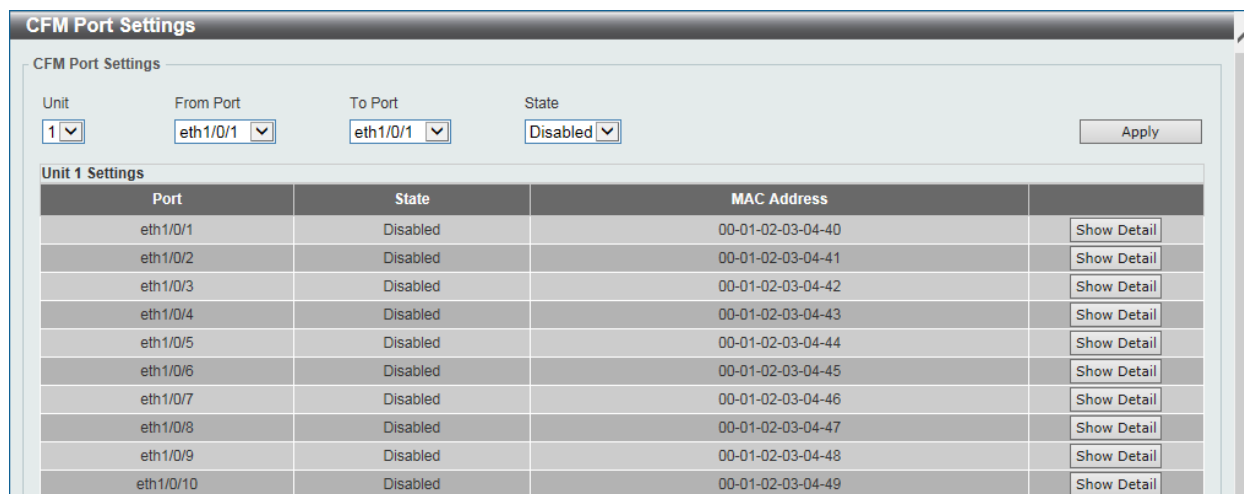 CFM Port Settings
CFM Port Settings
Unit From Port To Port State
1 eth1/0/1 eth1/0/1 Disabled Apply
Unit 1 Settings
Port State MAC Address
eth1/0/1 Disabled 00-01-02-03-04-40 Show Detail
eth1/0/2 Disabled 00-01-02-03-04-41 Show Detail
eth1/0/3 Disabled 00-01-02-03-04-42 Show Detail
eth1/0/4 Disabled 00-01-02-03-04-43 Show Detail
eth1/0/5 Disabled 00-01-02-03-04-44 Show Detail
eth1/0/6 Disabled 00-01-02-03-04-45 Show Detail
eth1/0/7 Disabled 00-01-02-03-04-46 Show Detail
eth1/0/8 Disabled 00-01-02-03-04-47 Show Detail
eth1/0/9 Disabled 00-01-02-03-04-48 Show Detail
eth1/0/10 Disabled 00-01-02-03-04-49 Show Detail